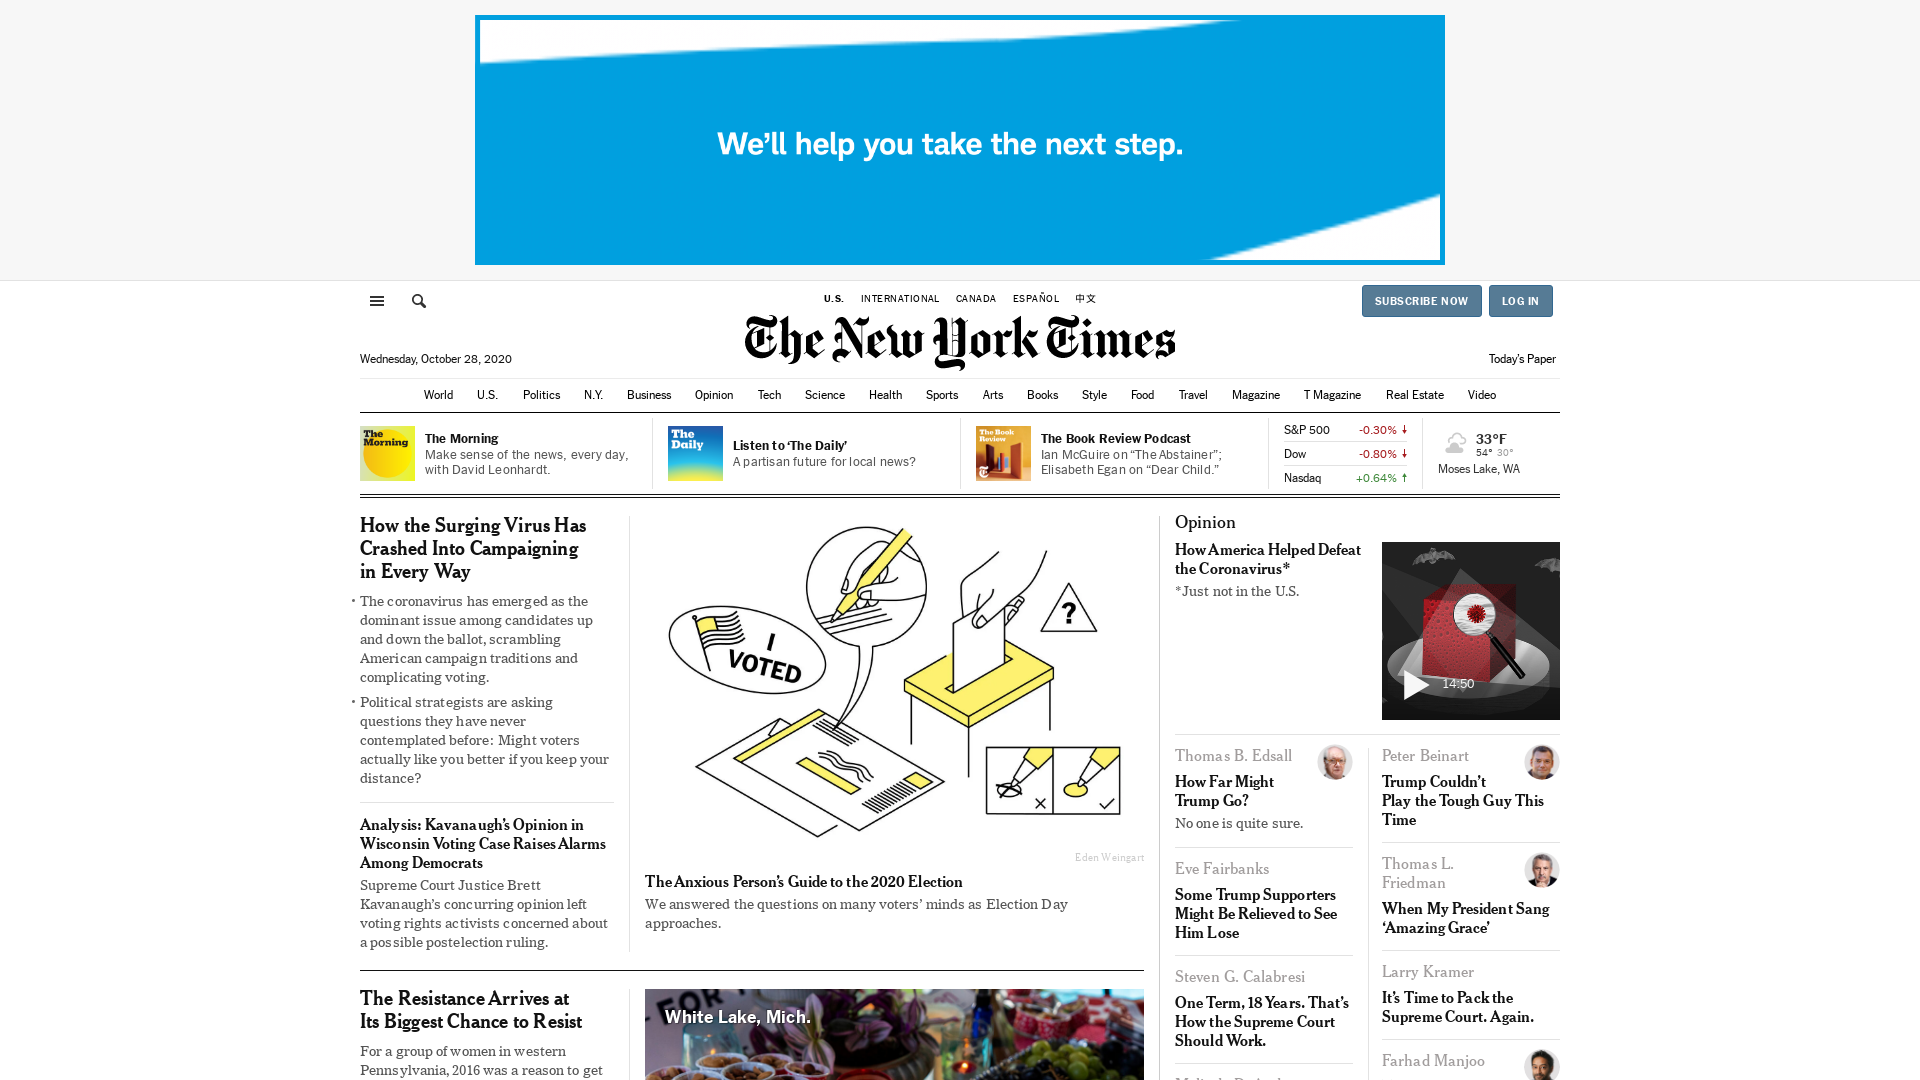 We'll help you take the next step.
U.S. INTERNATIONAL CANADA ESPAÑOL 中文
SUBSCRIBE NOW LOG IN
The New York Times
Wednesday, October 28, 2020
Today's Paper
World U.S. Politics N.Y. Business Opinion Tech Science Health Sports Arts Books Style Food Travel Magazine T Magazine Real Estate Video
The Morning
The Morning
Make sense of the news, every day,
with David Leonhardt.
The Daily
Listen to ‘The Daily’
A partisan future for local news?
The Book Review
The Book Review Podcast
Ian McGuire on “The Abstainer”;
Elisabeth Egan on “Dear Child.”
S&P 500 -0.30%
Dow -0.80%
Nasdaq +0.64%
33°F
54° 30°
Moses Lake, WA
How the Surging Virus Has
Crashed Into Campaigning
in Every Way
The coronavirus has emerged as the
dominant issue among candidates up
and down the ballot, scrambling
American campaign traditions and
complicating voting.
Political strategists are asking
questions they have never
contemplated before: Might voters
actually like you better if you keep your
distance?
Analysis: Kavanaugh's Opinion in
Wisconsin Voting Case Raises Alarms
Among Democrats
Supreme Court Justice Brett
Kavanaugh's concurring opinion left
voting rights activists concerned about
a possible postelection ruling.
The Resistance Arrives at
Its Biggest Chance to Resist
For a group of women in western
Pennsylvania, 2016 was a reason to get
I
VOTED
?
Eden Weingart
The Anxious Person's Guide to the 2020 Election
We answered the questions on many voters' minds as Election Day
approaches.
White Lake, Mich.
Opinion
How America Helped Defeat
the Coronavirus*
*Just not in the U.S.
14:50
Thomas B. Edsall
How Far Might
Trump Go?
No one is quite sure.
Eve Fairbanks
Some Trump Supporters
Might Be Relieved to See
Him Lose
Steven G. Calabresi
One Term, 18 Years. That's
How the Supreme Court
Should Work.
Peter Beinart
Trump Couldn't
Play the Tough Guy This
Time
Thomas L.
Friedman
When My President Sang
‘Amazing Grace’
Larry Kramer
It's Time to Pack the
Supreme Court. Again.
Farhad Manjoo